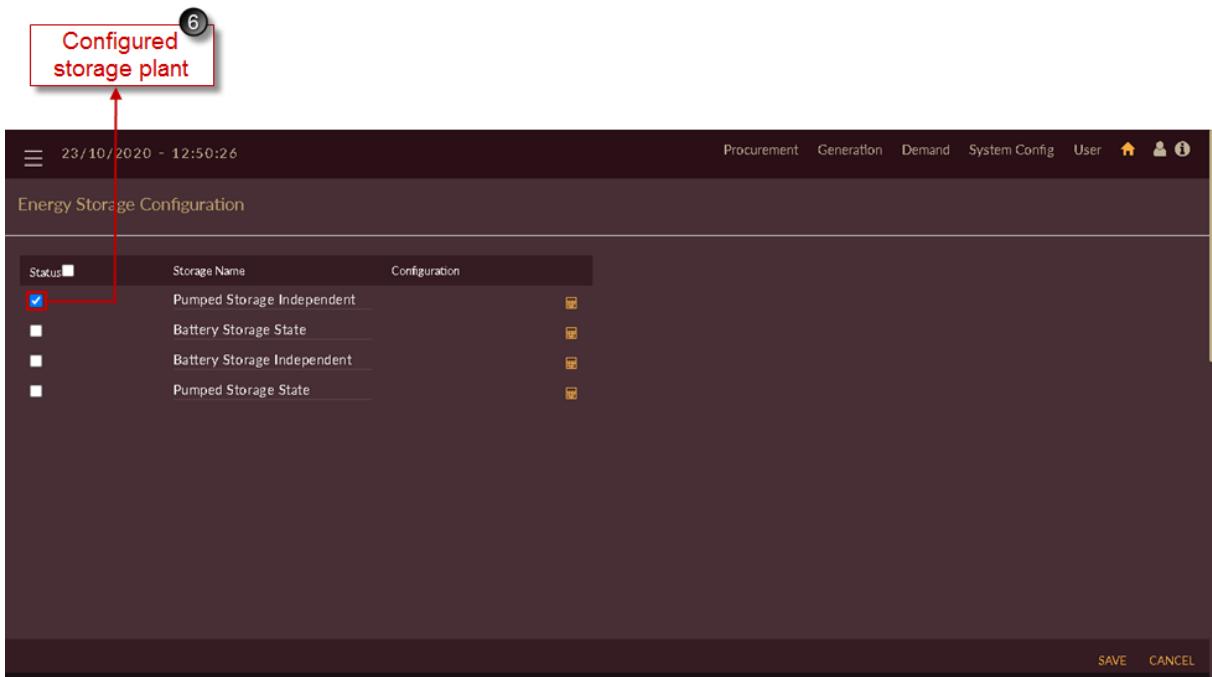 6
Configured
storage plant
23/10/2020 - 12:50:26
Procurement Generation Demand System Config User
Energy Storage Configuration
Status Storage Name Configuration
Pumped Storage Independent
Battery Storage State
Battery Storage Independent
Pumped Storage State
SAVE CANCEL